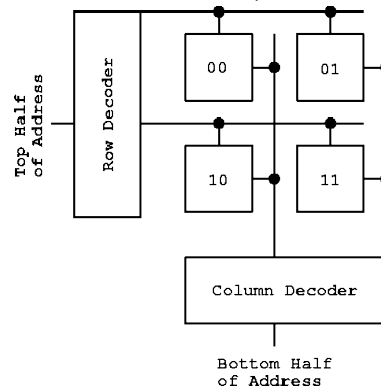 00
01
Top Half
of Address
Row Decoder
10
11
Column Decoder
Bottom Half
of Address